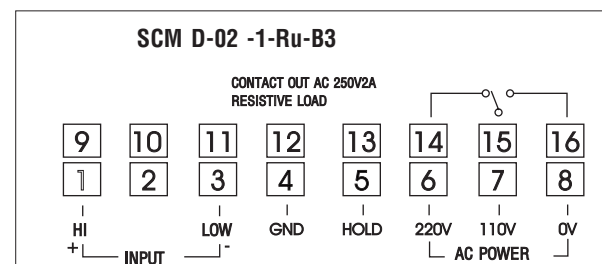 SCM D-02 -1-Ru-B3
CONTACT OUT AC 250V2A
RESISTIVE LOAD
9 10 11 12 13 14 15 16
1 2 3 4 5 6 7 8
HI LOW GND HOLD 220V 110V 0V
+ INPUT - AC POWER